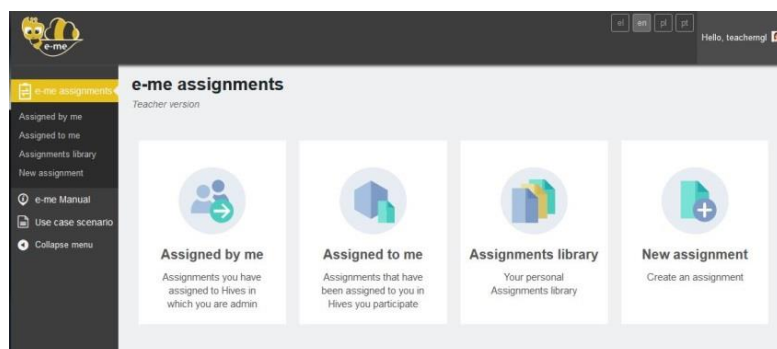 e-me
el en pl pt
Hello, teachemgl
e-me assignments
Assigned by me
Assigned to me
Assignments library
New assignment
e-me Manual
Use case scenario
Collapse menu
e-me assignments
Teacher version
Assigned by me
Assignments you have
assigned to Hives in
which you are admin
Assigned to me
Assignments that have
been assigned to you in
Hives you participate
Assignments library
Your personal
Assignments library
New assignment
Create an assignment